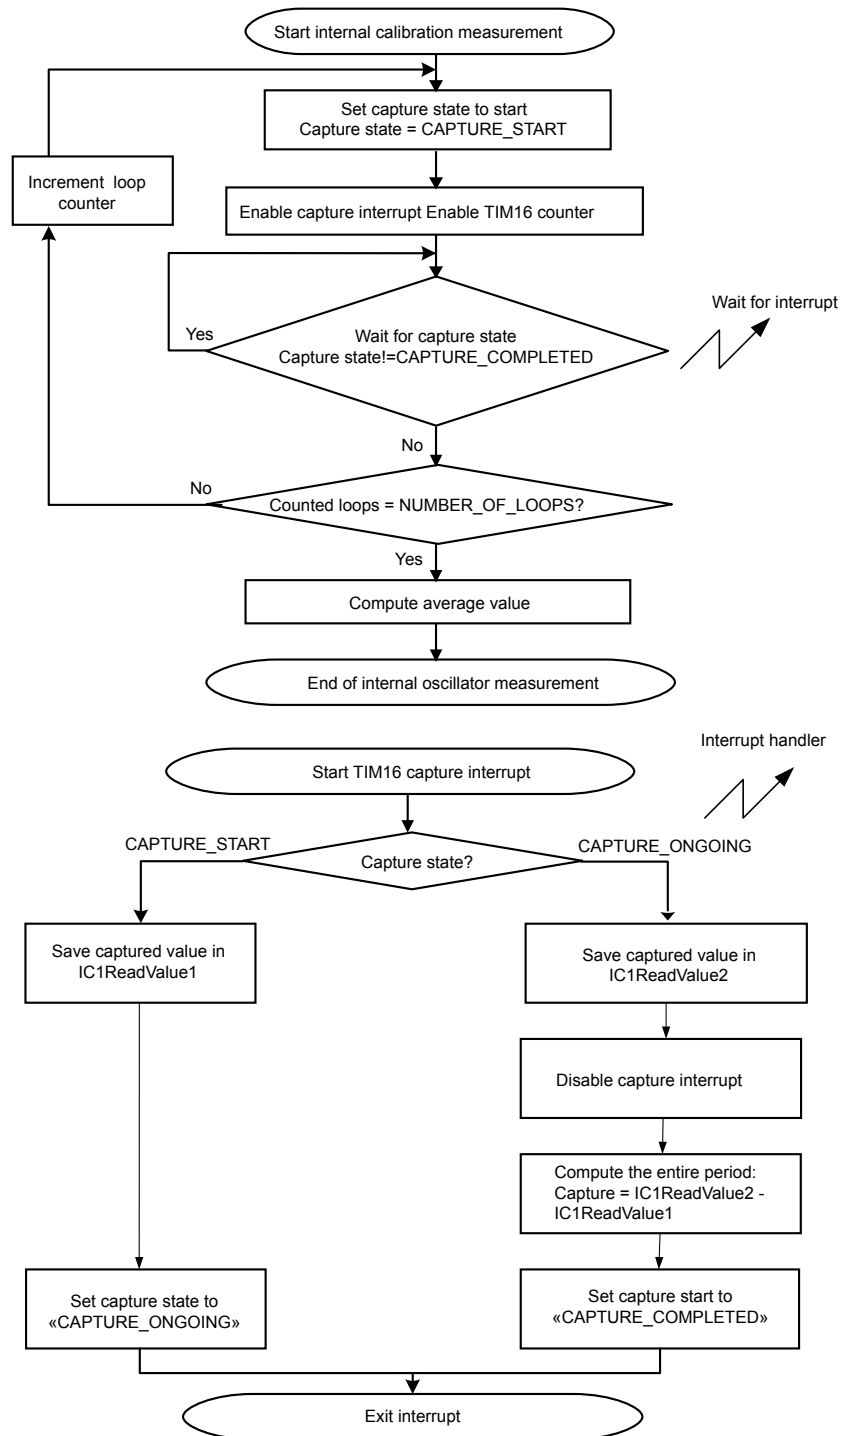 Start internal calibration measurement
Set capture state to start
Capture state = CAPTURE_START
Increment loop
counter
Enable capture interrupt Enable TIM16 counter
Wait for interrupt
Yes
Wait for capture state
Capture state!=CAPTURE_COMPLETED
No
No
Counted loops = NUMBER_OF_LOOPS?
Yes
Compute average value
End of internal oscillator measurement
Interrupt handler
Start TIM16 capture interrupt
CAPTURE_START
CAPTURE_ONGOING
Capture state?
Save captured value in
IC1ReadValue1
Save captured value in
IC1ReadValue2
Disable capture interrupt
Compute the entire period:
Capture = IC1ReadValue2 -
IC1ReadValue1
Set capture state to
«CAPTURE_ONGOING»
Set capture start to
«CAPTURE_COMPLETED»
Exit interrupt